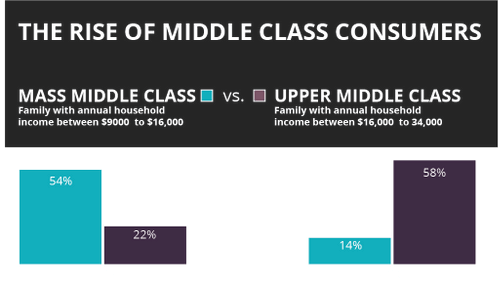 THE RISE OF MIDDLE CLASS CONSUMERS
MASS MIDDLE CLASS vs. UPPER MIDDLE CLASS
Family with annual household
income between $9000 to $16,000
Family with annual household
income between $16,000 to 34,000
54%
22%
14%
58%